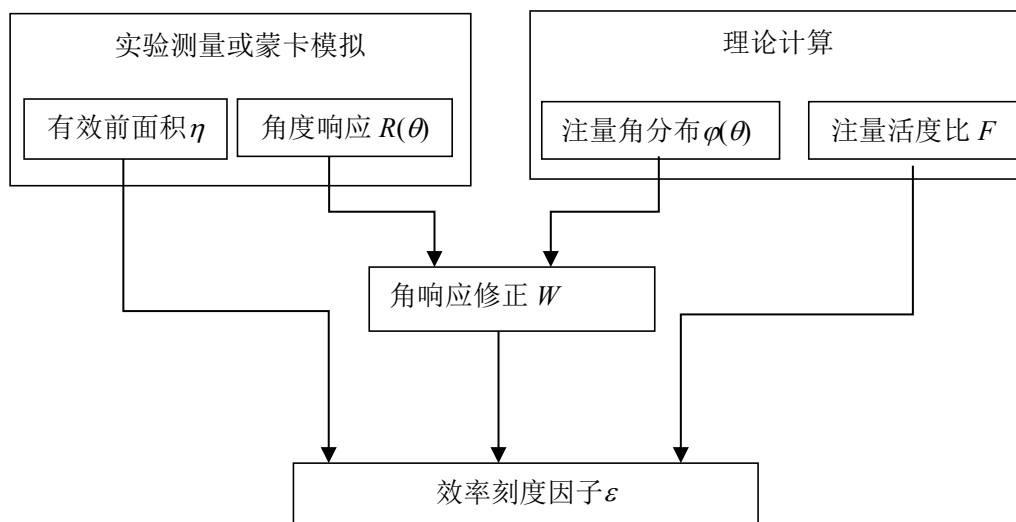 实验测量或蒙卡模拟
理论计算
有效前面积η
角度响应 R(θ)
注量角分布φ(θ)
注量活度比 F
角响应修正 W
效率刻度因子ε